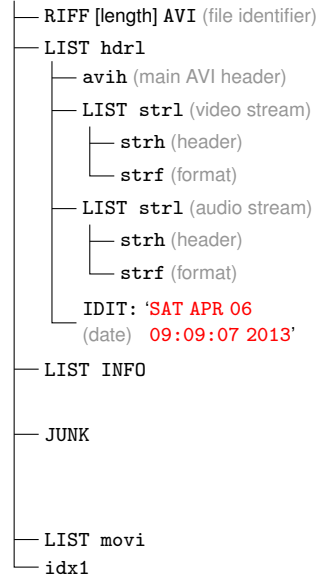 RIFF [length] AVI (file identifier)
LIST hdrl
avih (main AVI header)
LIST strl (video stream)
strh (header)
strf (format)
LIST strl (audio stream)
strh (header)
strf (format)
IDIT: ‘SAT APR 06
(date) 09:09:07 2013’
LIST INFO
JUNK
LIST movi
idx1